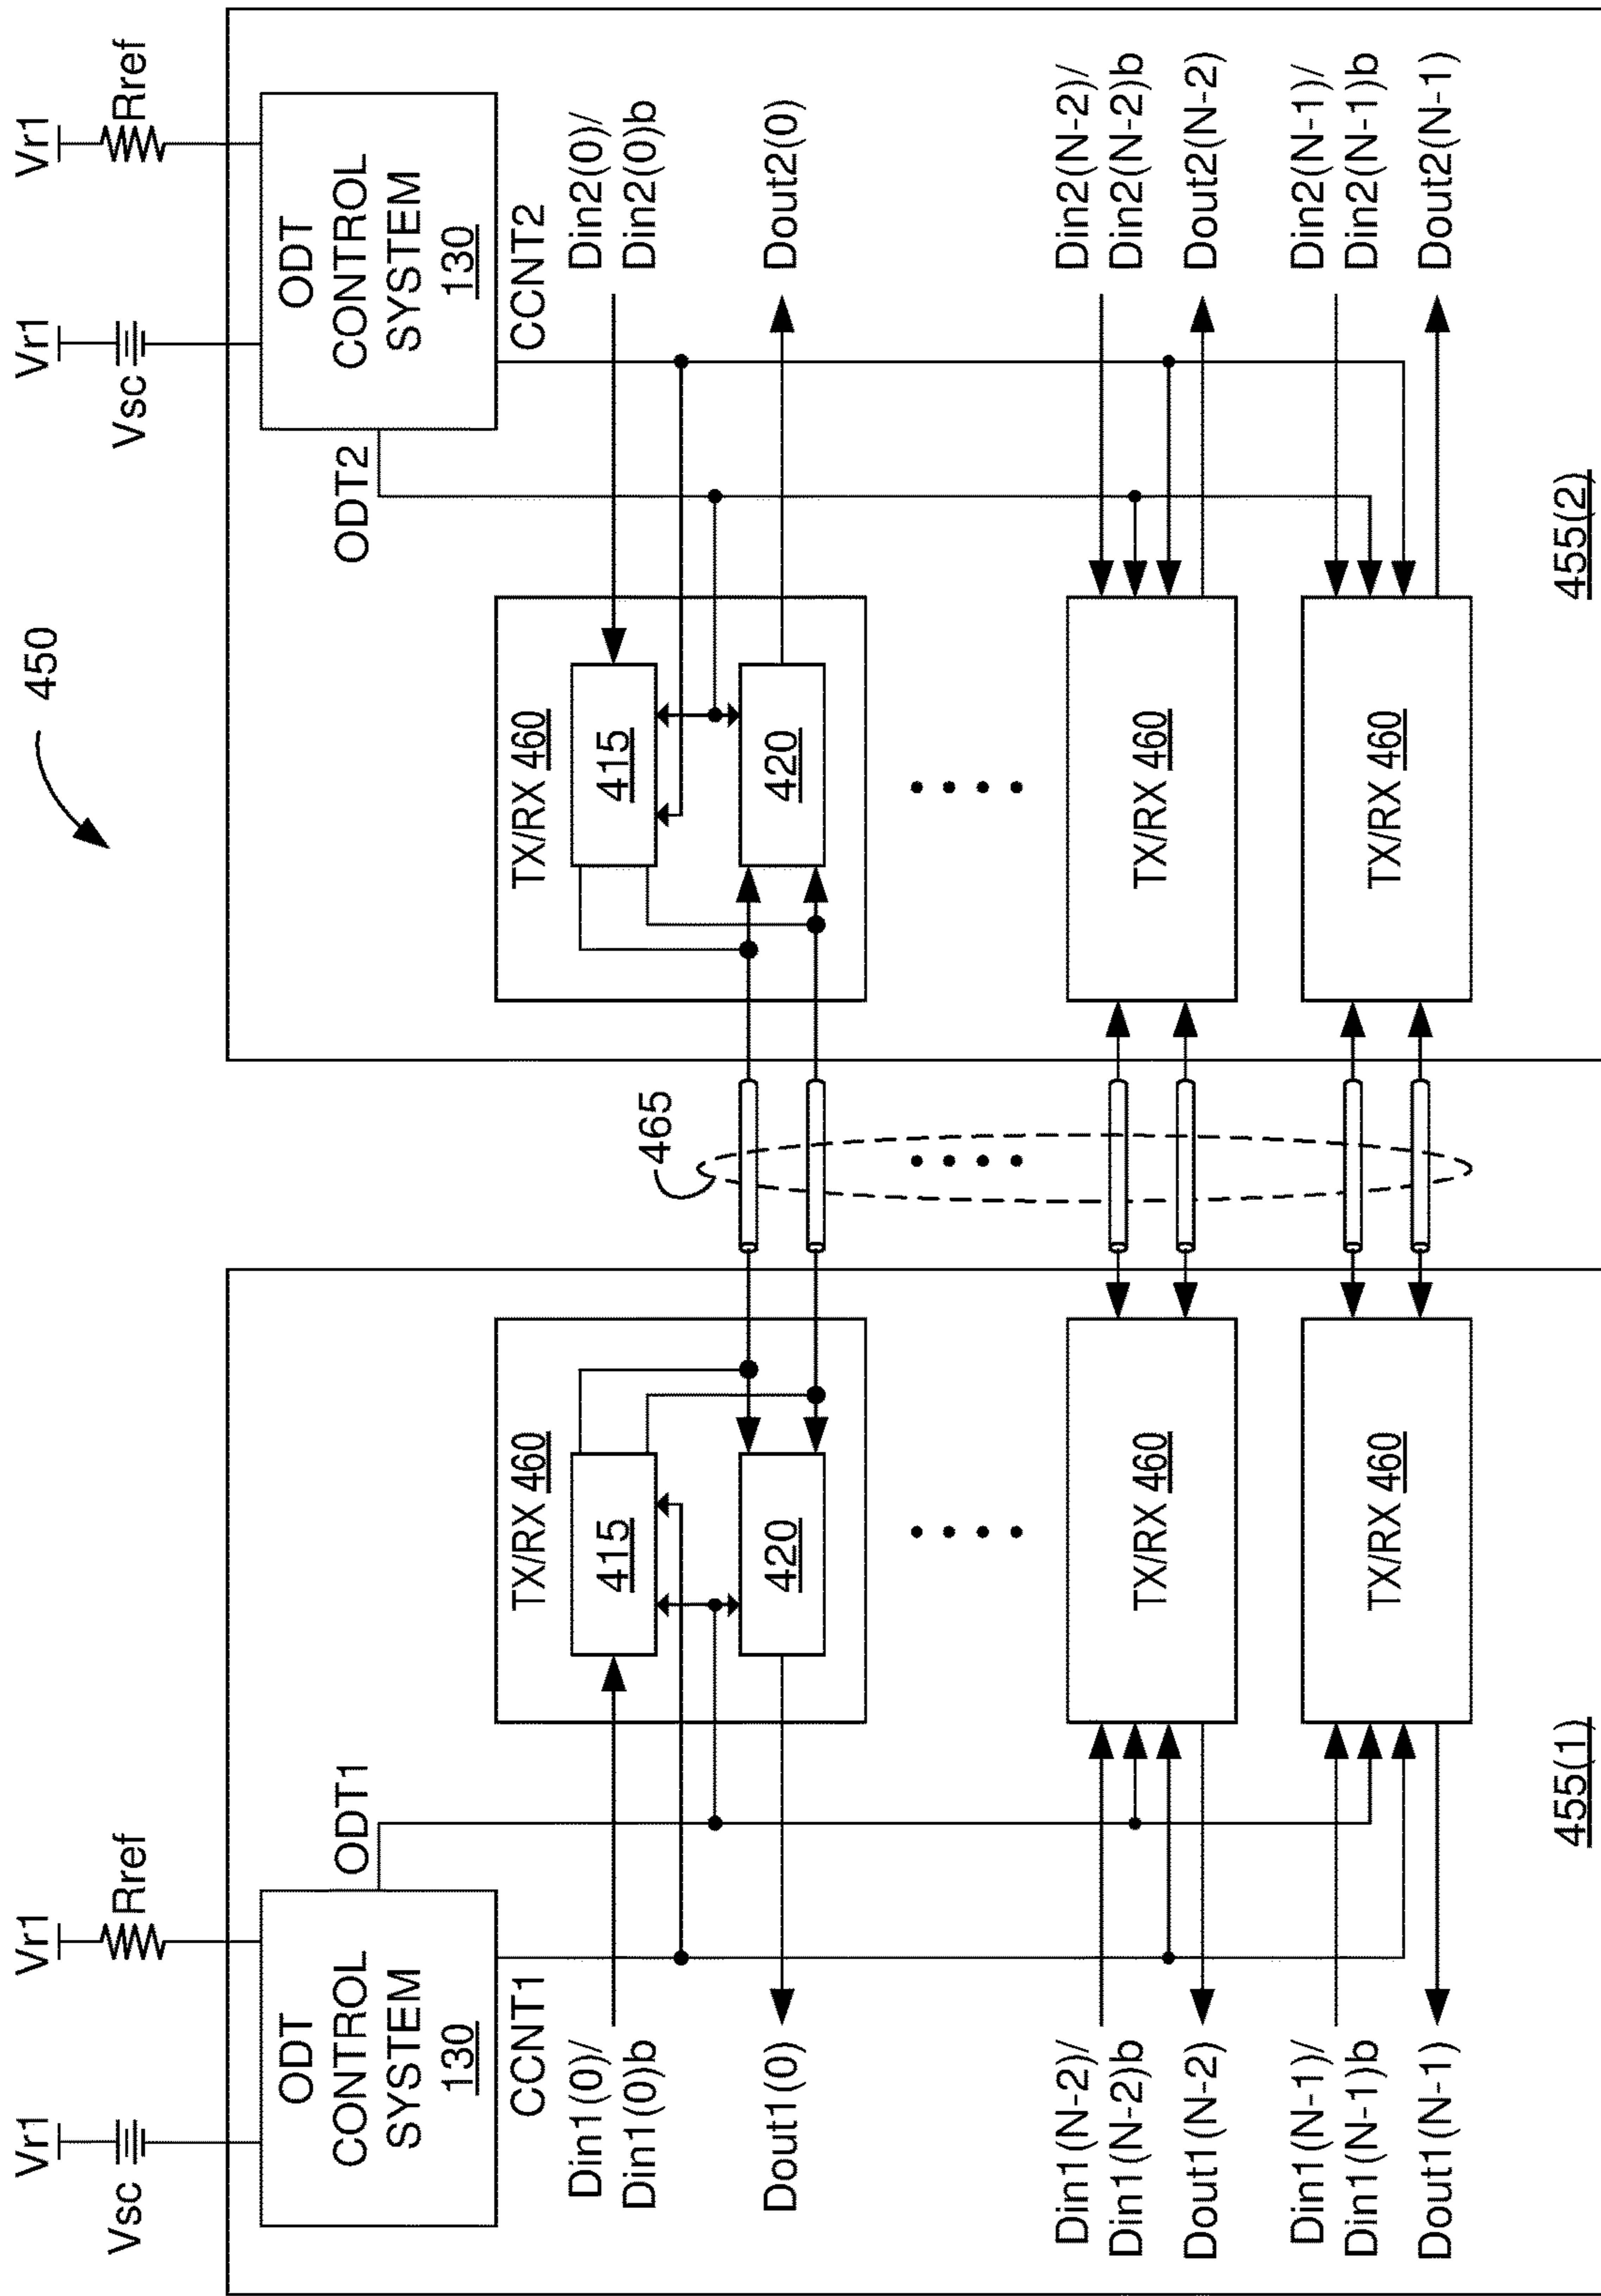 450
Vr1
Vr1
Vsc
Rref
ODT
CONTROL
SYSTEM
130
ODT1
CCNT1
Din1(0)/
Din1(0)b
Dout1(0)
Din1(N-2)/
Din1(N-2)b
Dout1(N-2)
Din1(N-1)/
Din1(N-1)b
Dout1(N-1)
TX/RX 460
415
420
TX/RX 460
TX/RX 460
455(1)
465
Vr1
Vr1
Vsc
Rref
ODT
CONTROL
SYSTEM
130
ODT2
CCNT2
TX/RX 460
415
420
TX/RX 460
TX/RX 460
Din2(0)/
Din2(0)b
Dout2(0)
Din2(N-2)/
Din2(N-2)b
Dout2(N-2)
Din2(N-1)/
Din2(N-1)b
Dout2(N-1)
455(2)